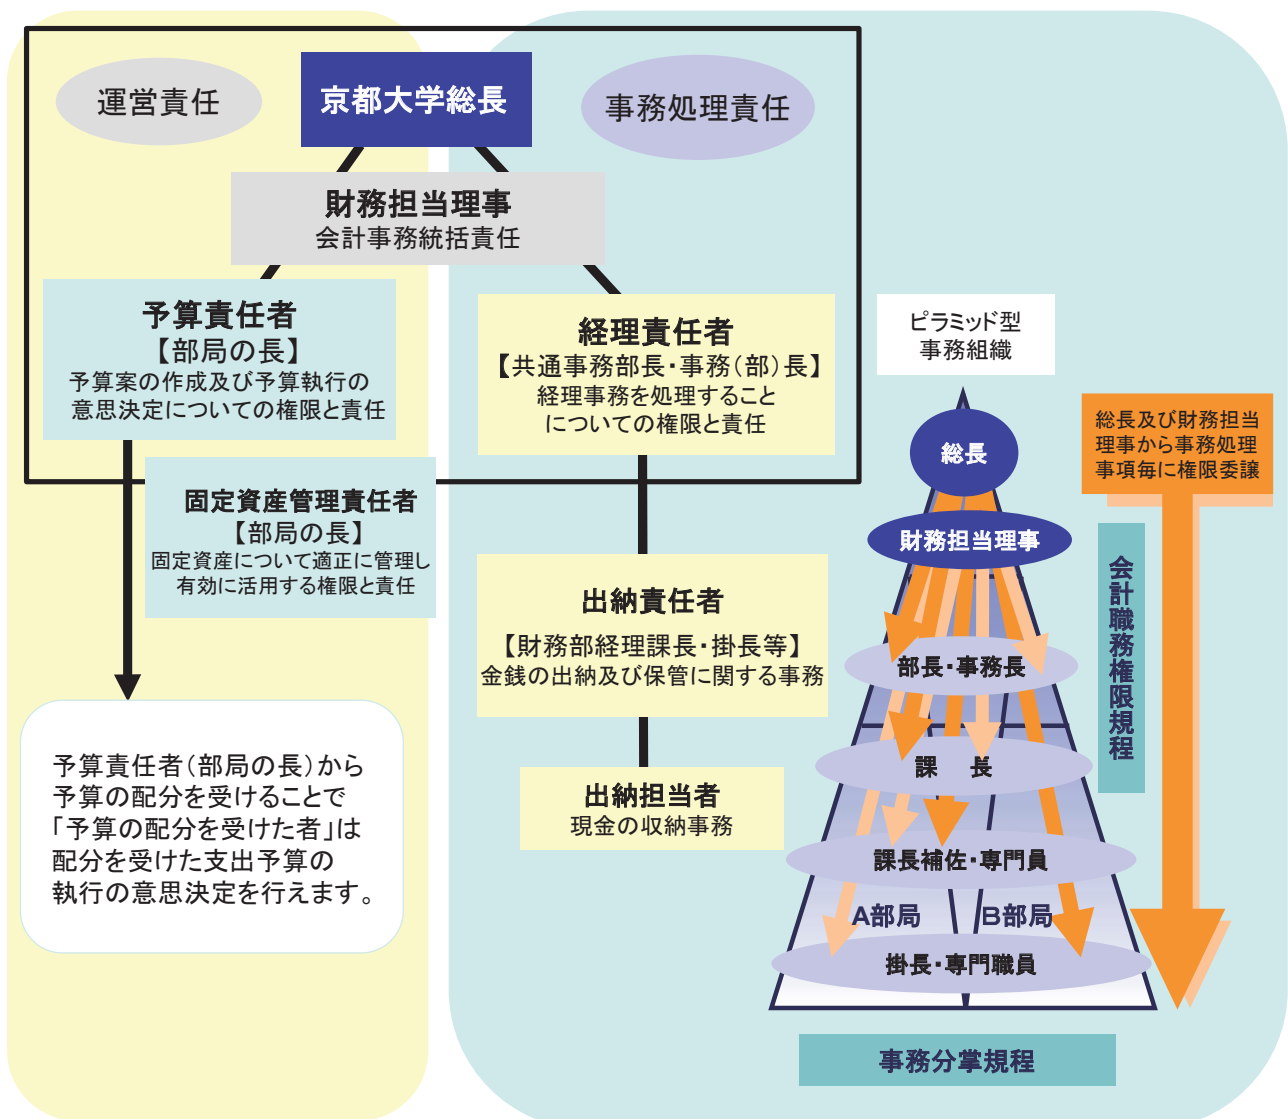 運営責任
京都大学総長
事務処理責任
財務担当理事
会計事務統括責任
予算責任者
【部局の長】
予算案の作成及び予算執行の
意思決定についての権限と責任
経理責任者
【共通事務部長・事務(部)長】
経理事務を処理すること
についての権限と責任
固定資産管理責任者
【部局の長】
固定資産について適正に管理し
有効に活用する権限と責任
出納責任者
【財務部経理課長・掛長等】
金銭の出納及び保管に関する事務
出納担当者
現金の収納事務
予算責任者(部局の長)から
予算の配分を受けることで
「予算の配分を受けた者」は
配分を受けた支出予算の
執行の意思決定を行えます。
ピラミッド型
事務組織
総長
財務担当理事
部長・事務長
課　長
課長補佐・専門員
A部局
B部局
掛長・専門職員
総長及び財務担当
理事から事務処理
事項毎に権限委譲
会計職務権限規程
事務分掌規程